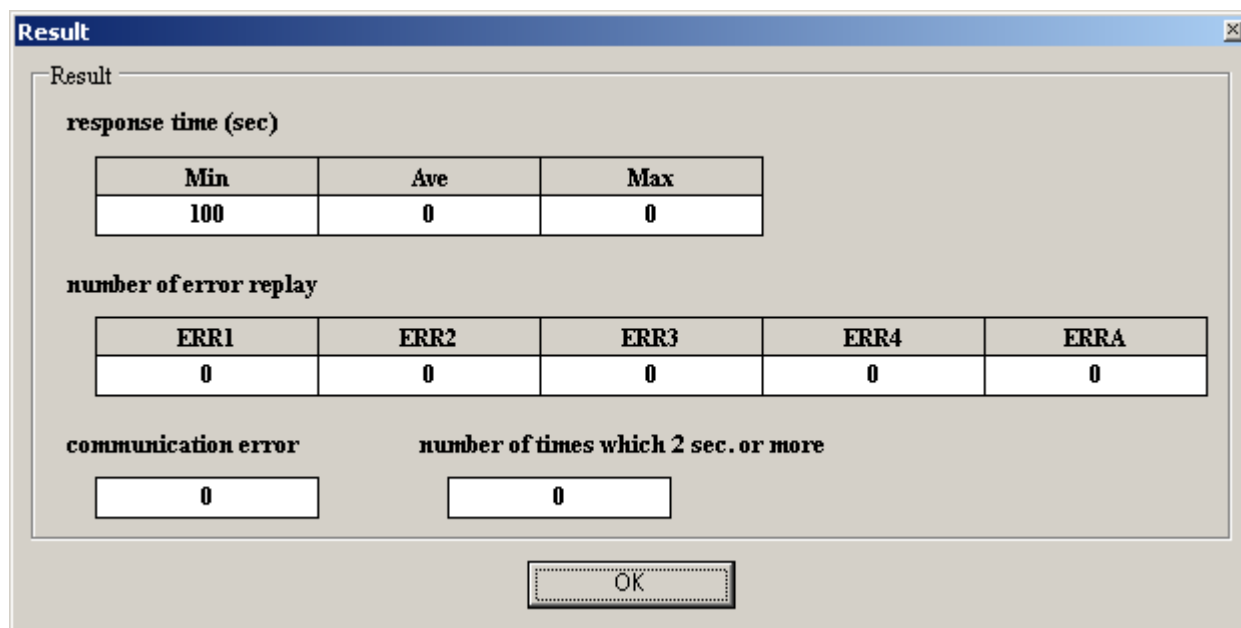 Result
Result
response time (sec)
Min Ave Max
100 0 0
number of error replay
ERR1 ERR2 ERR3 ERR4 ERRA
0 0 0 0 0
communication error number of times which 2 sec. or more
0 0
OK